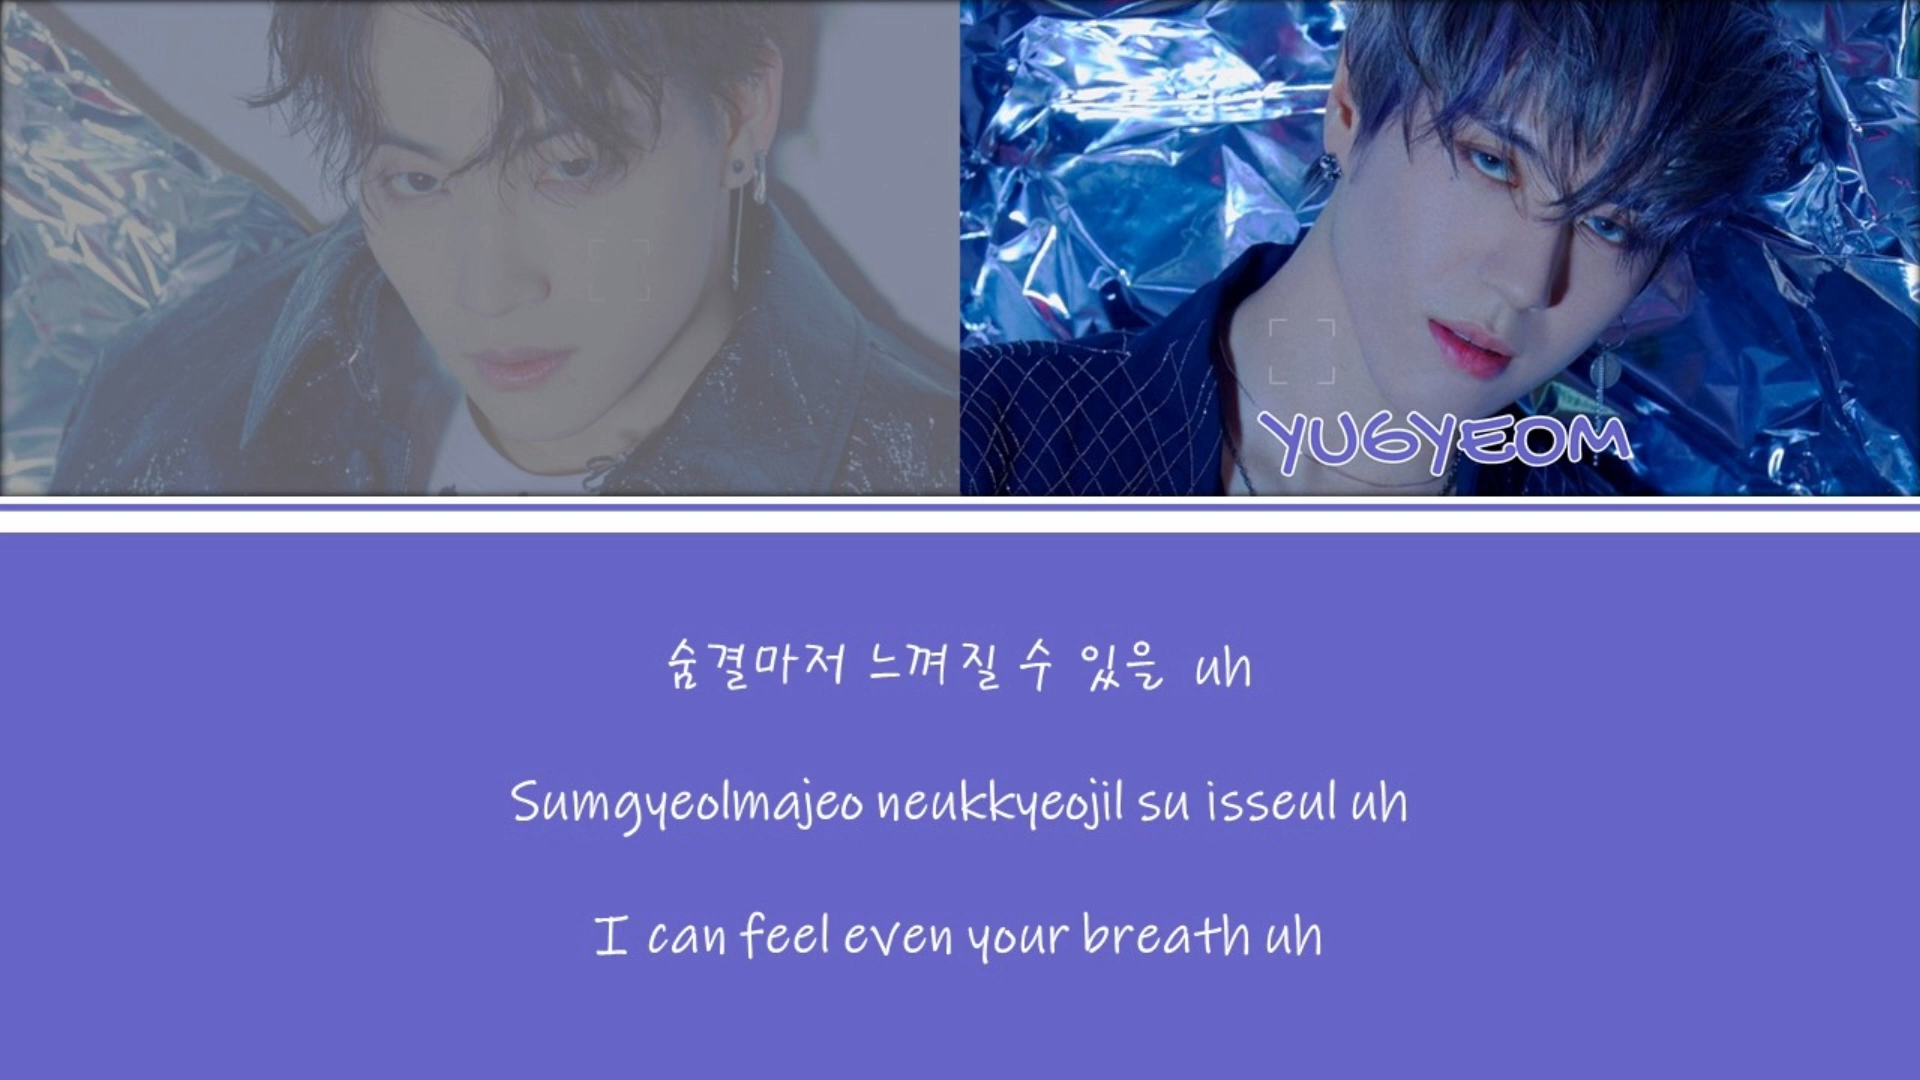 YUGYEOM
숨결마저 느껴질 수 있을 uh
Sumgyeolmajeo neukkyeojil su isseul uh
I can feel even your breath uh